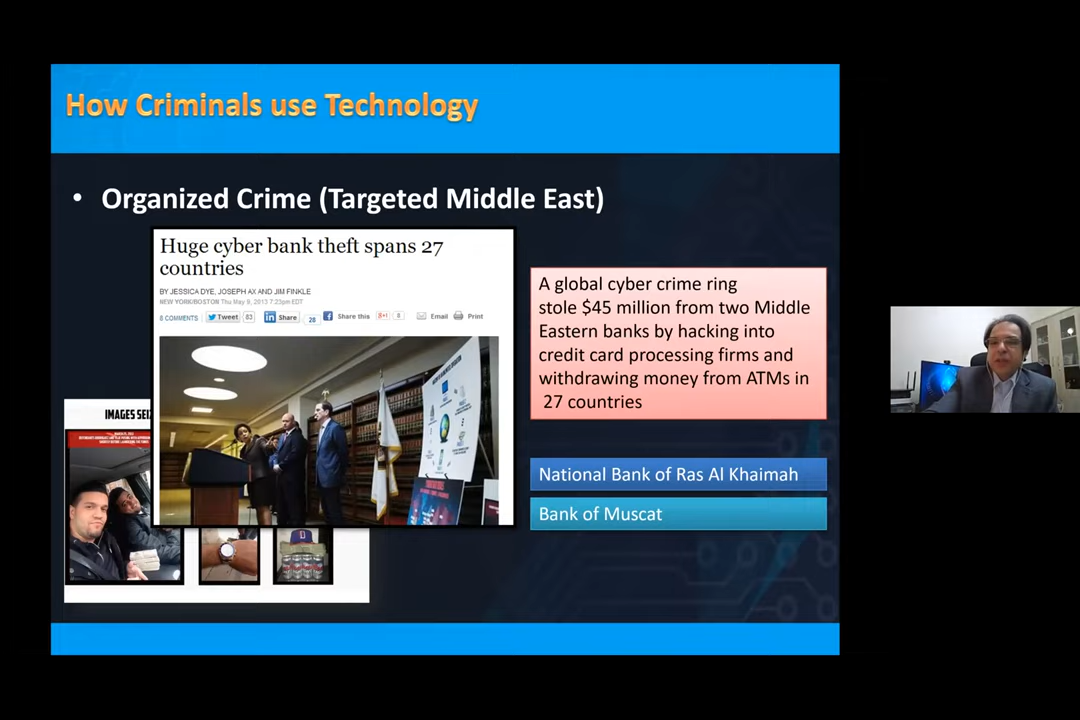 How Criminals use Technology
• Organized Crime (Targeted Middle East)
Huge cyber bank theft spans 27
countries
BY JESSICA DYE, JOSEPH AX AND JIM FINKLE
NEW YORK/BOSTON Thu May 9, 2013 7:23pm EDT
8 COMMENTS Tweet 83 Share 28 Share this 8 Email Print
A global cyber crime ring
stole $45 million from two Middle
Eastern banks by hacking into
credit card processing firms and
withdrawing money from ATMs in
27 countries
National Bank of Ras Al Khaimah
Bank of Muscat
IMAGES SEI